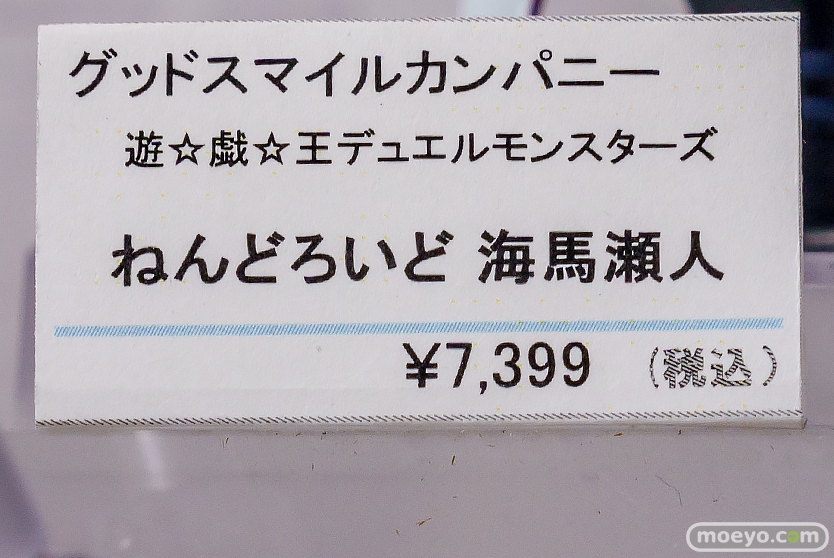 グッドスマイルカンパニー
遊☆戯☆王デュエルモンスターズ
ねんどろいど 海馬瀬人
¥7,399 (税込)
moeyo.com